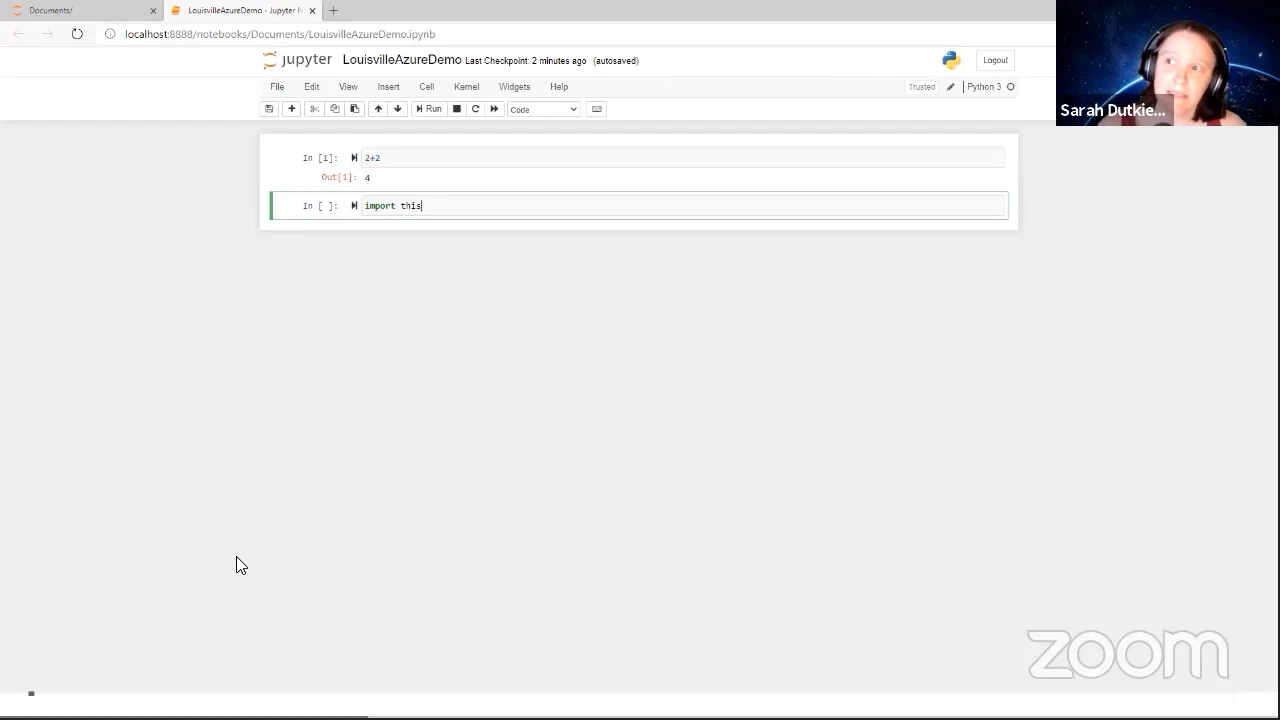 Documents/
LouisvilleAzureDemo - Jupyter N
localhost:8888/notebooks/Documents/LouisvilleAzureDemo.ipynb
jupyter LouisvilleAzureDemo Last Checkpoint: 2 minutes ago (autosaved)
Logout
File Edit View Insert Cell Kernel Widgets Help
Trusted Python 3
Run Code
In [1]: 2+2
Out[1]: 4
In [ ]: import this
Sarah Dutkie...
zoom